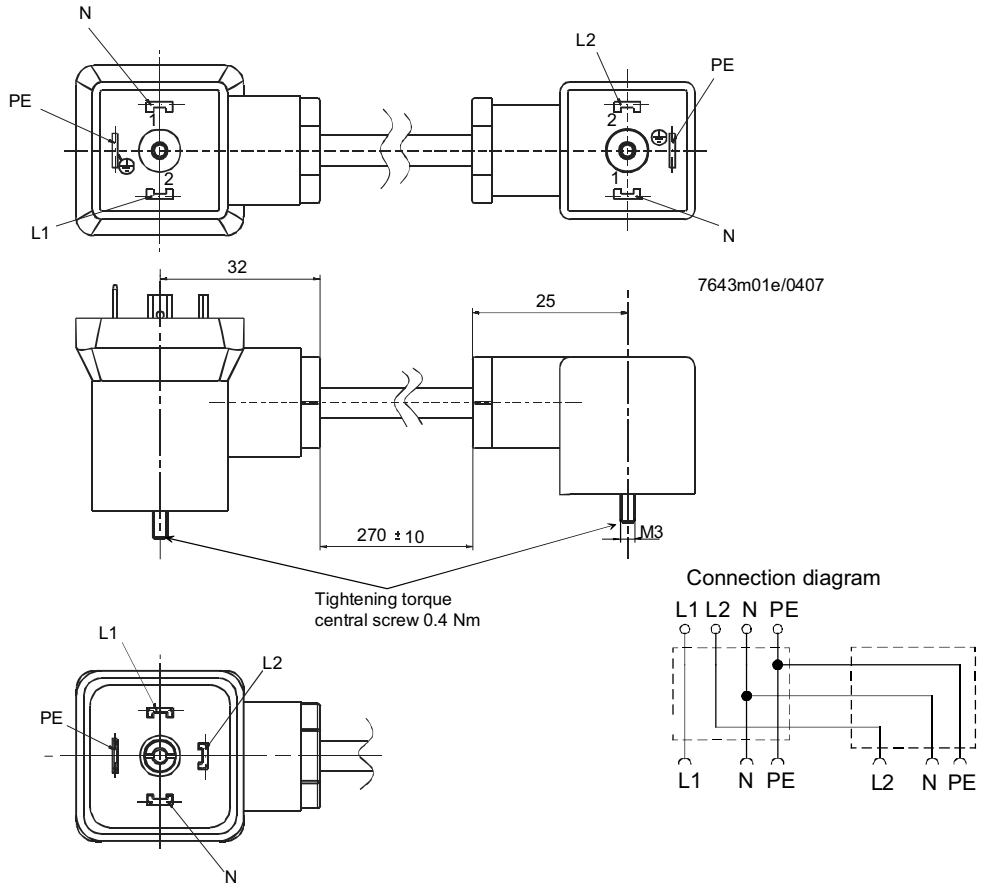 N
L2
PE
PE
1
2
2
1
L1
N
32
7643m01e/0407
25
270 ± 10
M3
Tightening torque
central screw 0.4 Nm
Connection diagram
L1 L2 N PE
L1
L2
PE
L1 N PE L2 N PE
N